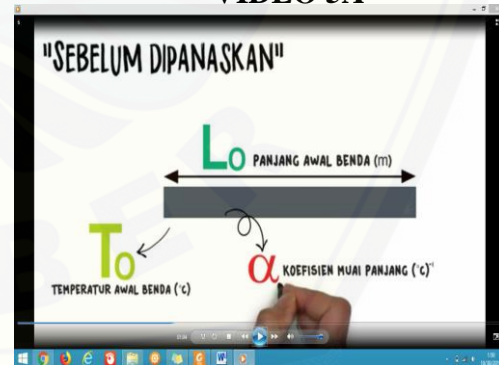 "SEBELUM DIPANASKAN"
Lo PANJANG AWAL BENDA (m)
To
TEMPERATUR AWAL BENDA (°C)
α KOEFISIEN MUAI PANJANG (°C)⁻¹